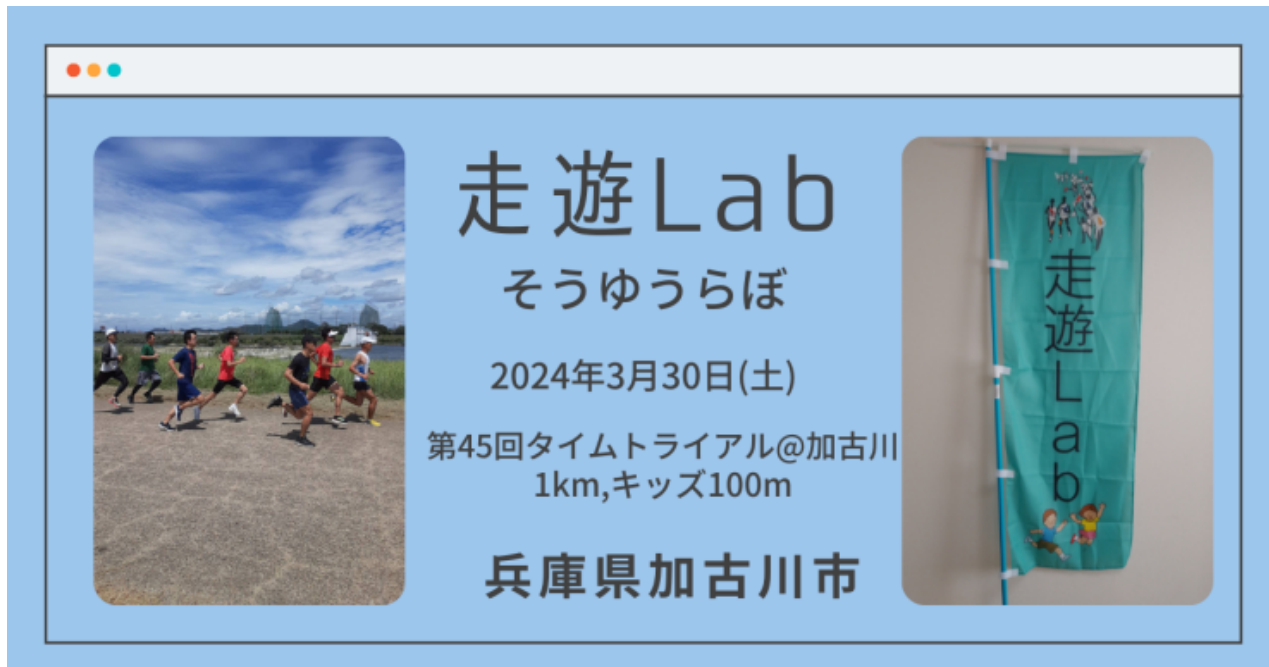 走遊Lab
そうゆうらぼ
2024年3月30日(土)
第45回タイムトライアル@加古川
1km,キッズ100m
兵庫県加古川市
走遊Lab